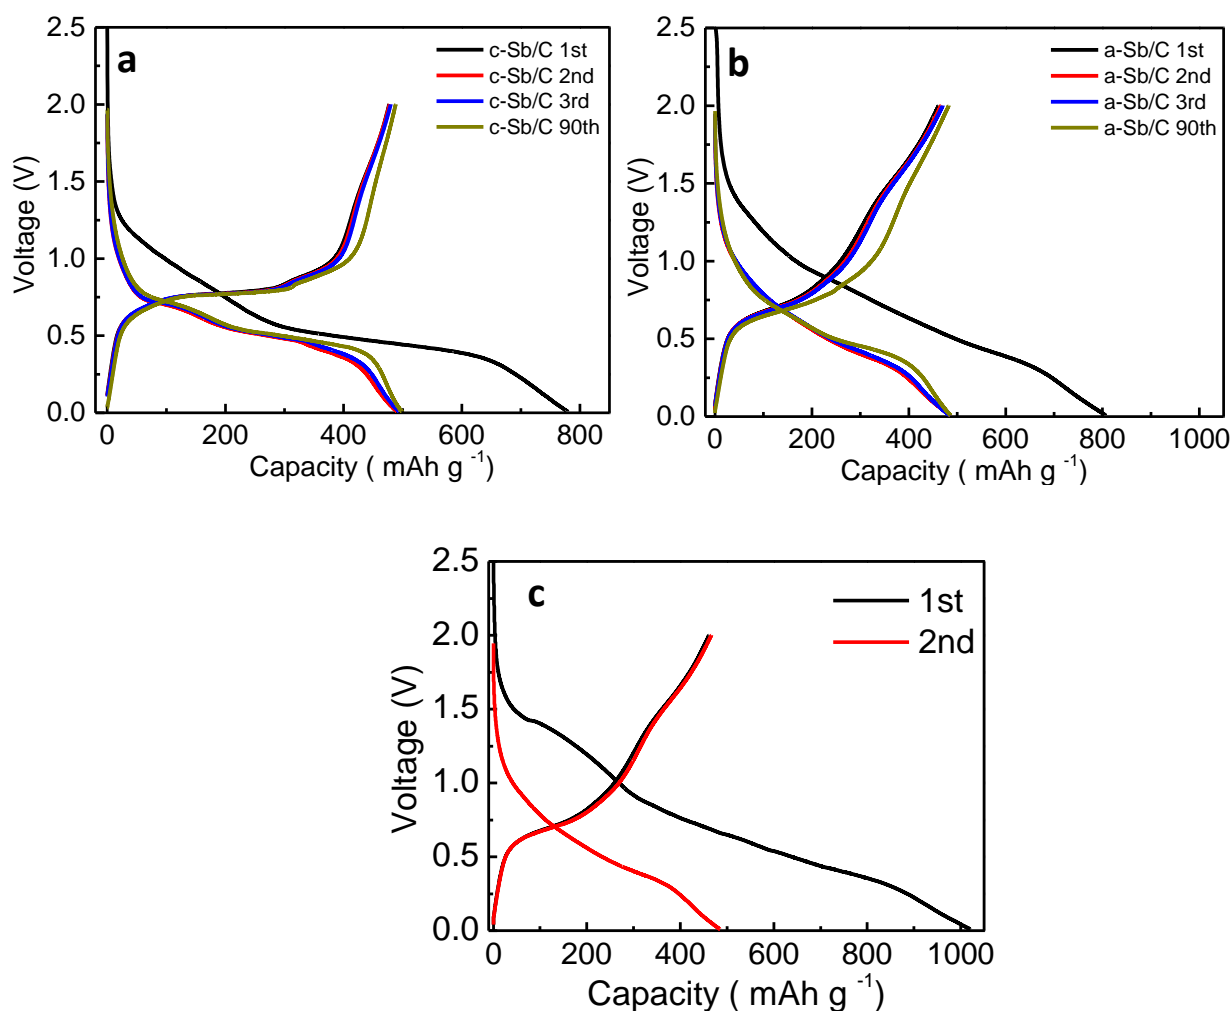 a
c-Sb/C 1st
c-Sb/C 2nd
c-Sb/C 3rd
c-Sb/C 90th
2.5
2.0
1.5
1.0
0.5
0.0
Voltage (V)
0 200 400 600 800
Capacity ( mAh g -1)
b
a-Sb/C 1st
a-Sb/C 2nd
a-Sb/C 3rd
a-Sb/C 90th
2.5
2.0
1.5
1.0
0.5
0.0
Voltage (V)
0 200 400 600 800 1000
Capacity ( mAh g -1)
c
1st
2nd
2.5
2.0
1.5
1.0
0.5
0.0
Voltage (V)
0 200 400 600 800 1000
Capacity ( mAh g -1)